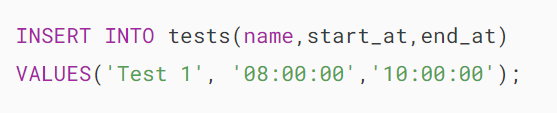 INSERT INTO tests(name,start_at,end_at)
VALUES('Test 1', '08:00:00','10:00:00');